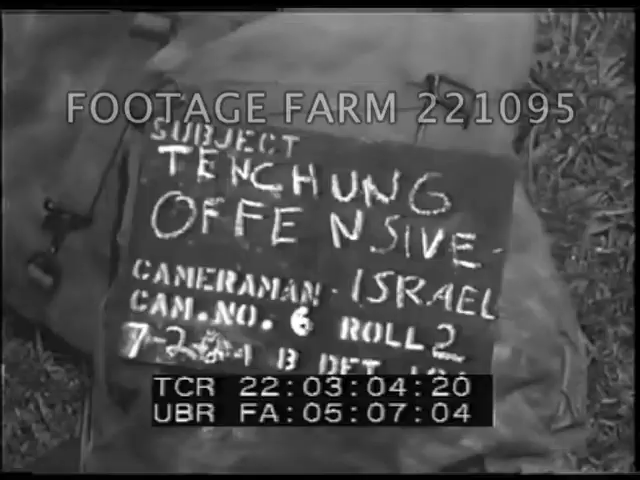 FOOTAGE FARM 221095
SUBJECT
TENCHUNG
OFFENSIVE-
CAMERAMAN- ISRAEL
CAM.NO. 6 ROLL 2
B DET
TCR 22:03:04:20
UBR FA:05:07:04